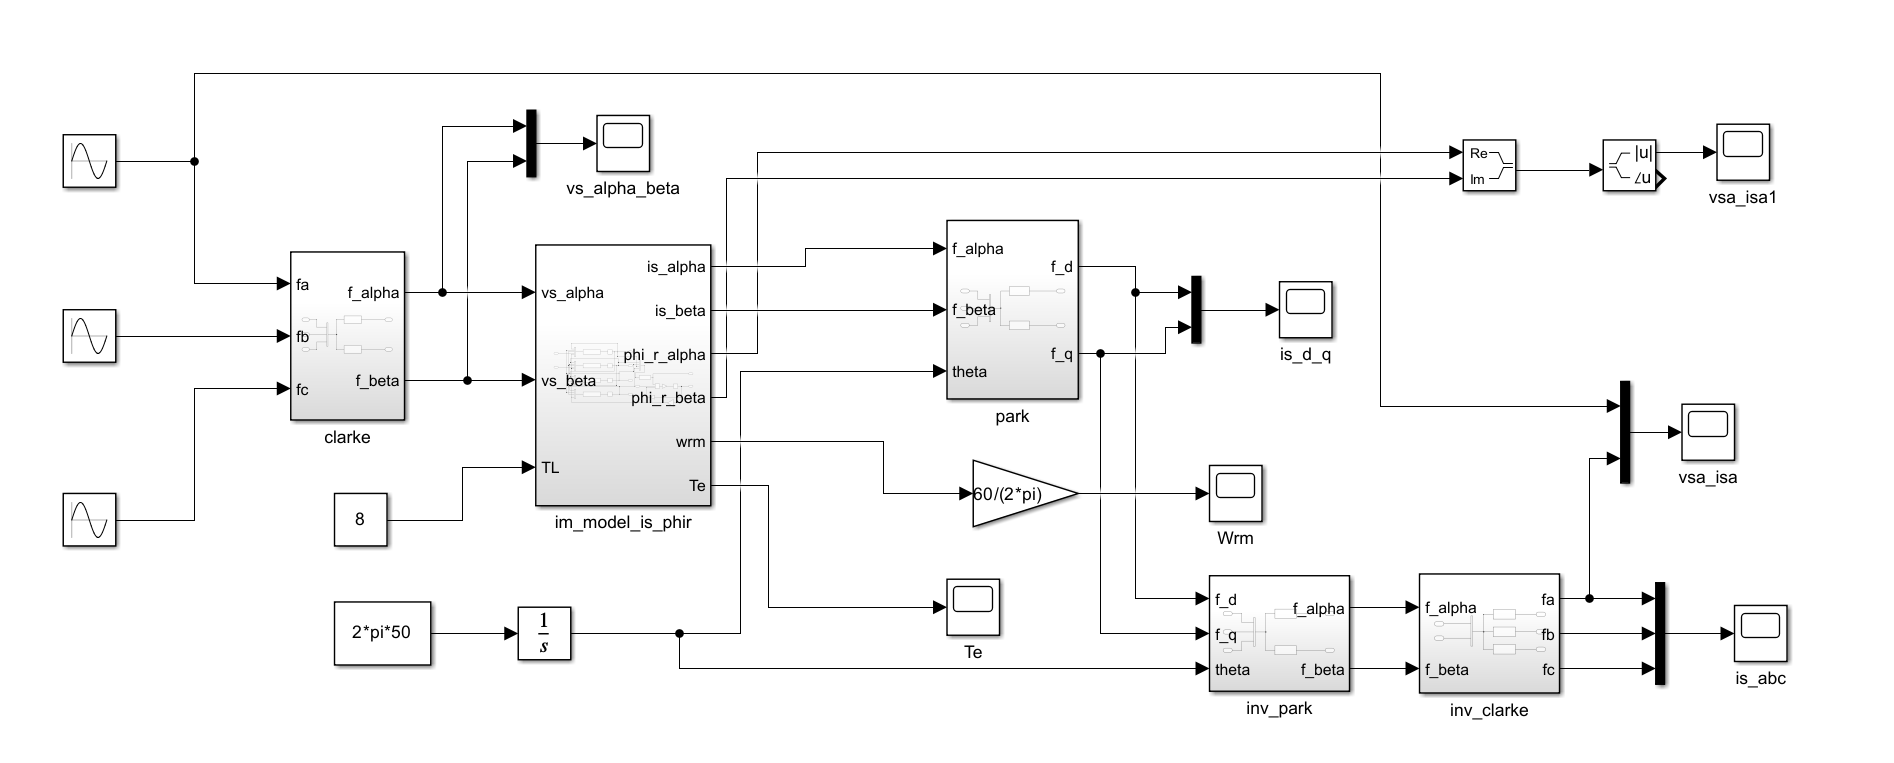 vs_alpha_beta
Re
Im
|u|
∠u
vsa_isa1
fa
fb
fc
f_alpha
f_beta
clarke
vs_alpha
vs_beta
TL
is_alpha
is_beta
phi_r_alpha
phi_r_beta
wrm
Te
im_model_is_phir
f_alpha
f_beta
theta
f_d
f_q
park
is_d_q
vsa_isa
8
60/(2*pi)
Wrm
Te
2*pi*50
1
s
f_d
f_q
theta
f_alpha
f_beta
inv_park
f_alpha
f_beta
fa
fb
fc
inv_clarke
is_abc